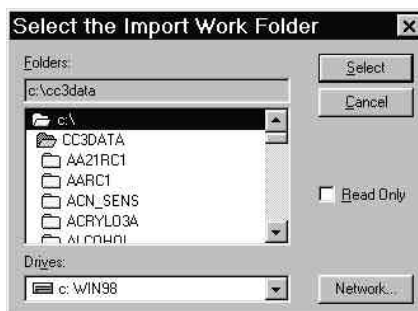 Select the Import Work Folder
Folders:
c:\cc3data
c:\
CC3DATA
AA21RC1
AARC1
ACN_SENS
ACRYLO3A
ALCOHOL
Drives:
c: WIN98
Select
Cancel
Read Only
Network...